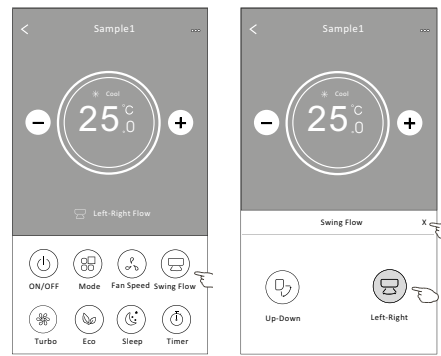 Sample1
Cool
25.0°C
Left-Right Flow
ON/OFF Mode Fan Speed Swing Flow
Turbo Eco Sleep Timer
Sample1
Cool
25.0°C
Swing Flow X
Up-Down Left-Right